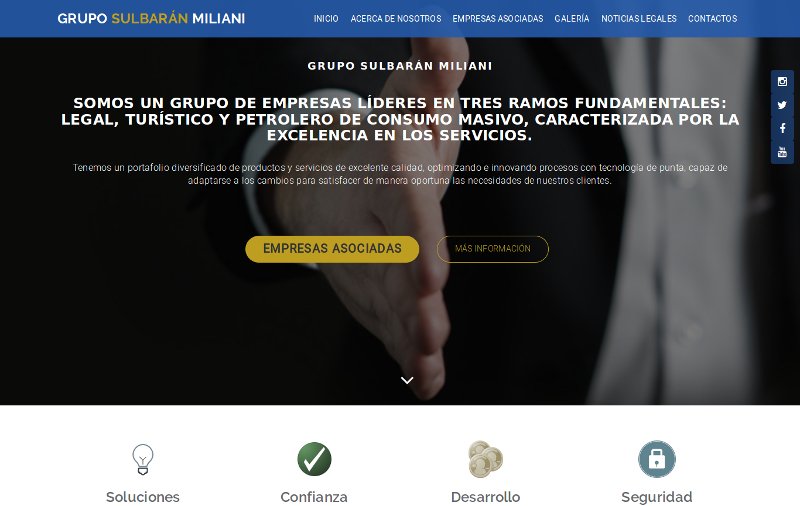 GRUPO SULBARÁN MILIANI
INICIO ACERCA DE NOSOTROS EMPRESAS ASOCIADAS GALERÍA NOTICIAS LEGALES CONTACTOS
GRUPO SULBARÁN MILIANI
SOMOS UN GRUPO DE EMPRESAS LÍDERES EN TRES RAMOS FUNDAMENTALES:
LEGAL, TURÍSTICO Y PETROLERO DE CONSUMO MASIVO, CARACTERIZADA POR LA
EXCELENCIA EN LOS SERVICIOS.
Tenemos un portafolio diversificado de productos y servicios de excelente calidad, optimizando e innovando procesos con tecnología de punta, capaz de
adaptarse a los cambios para satisfacer de manera oportuna las necesidades de nuestros clientes.
EMPRESAS ASOCIADAS MÁS INFORMACIÓN
Soluciones Confianza Desarrollo Seguridad